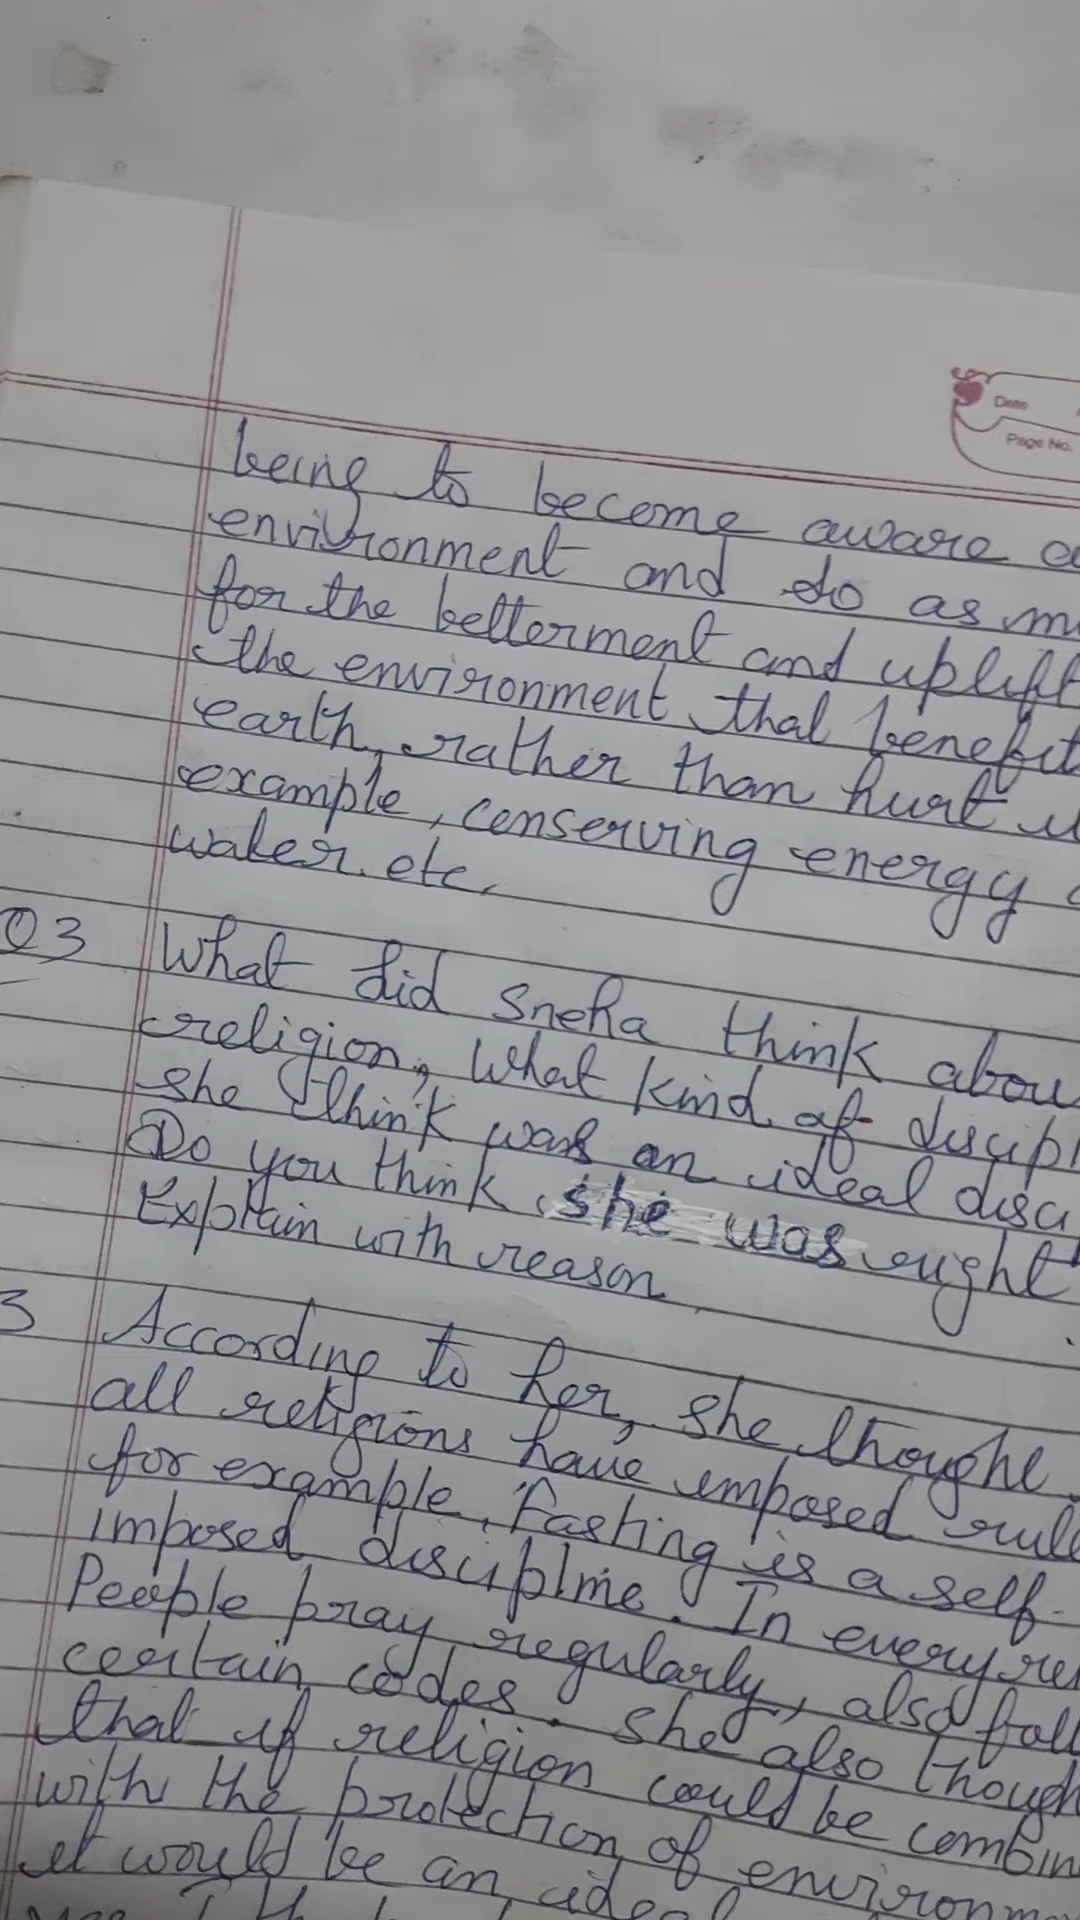 Date
Page No.
being to become aware
environment and do as
for the betterment and uplift
the environment that benefit
earth, rather than hurt
example, conserving energy
water. etc.
Q3 What did Sneha think abou
religion, What kind of discipl
she think was an ideal disci
Do you think she was right
Explain with reason.
3 According to her, she thought
all religions have imposed rul
for example, Fasting is a self-
imposed discipline. In every re
People pray regularly, also foll
certain codes. She also though
that if religion could be combin
with the protection of environm
it would be an ideal